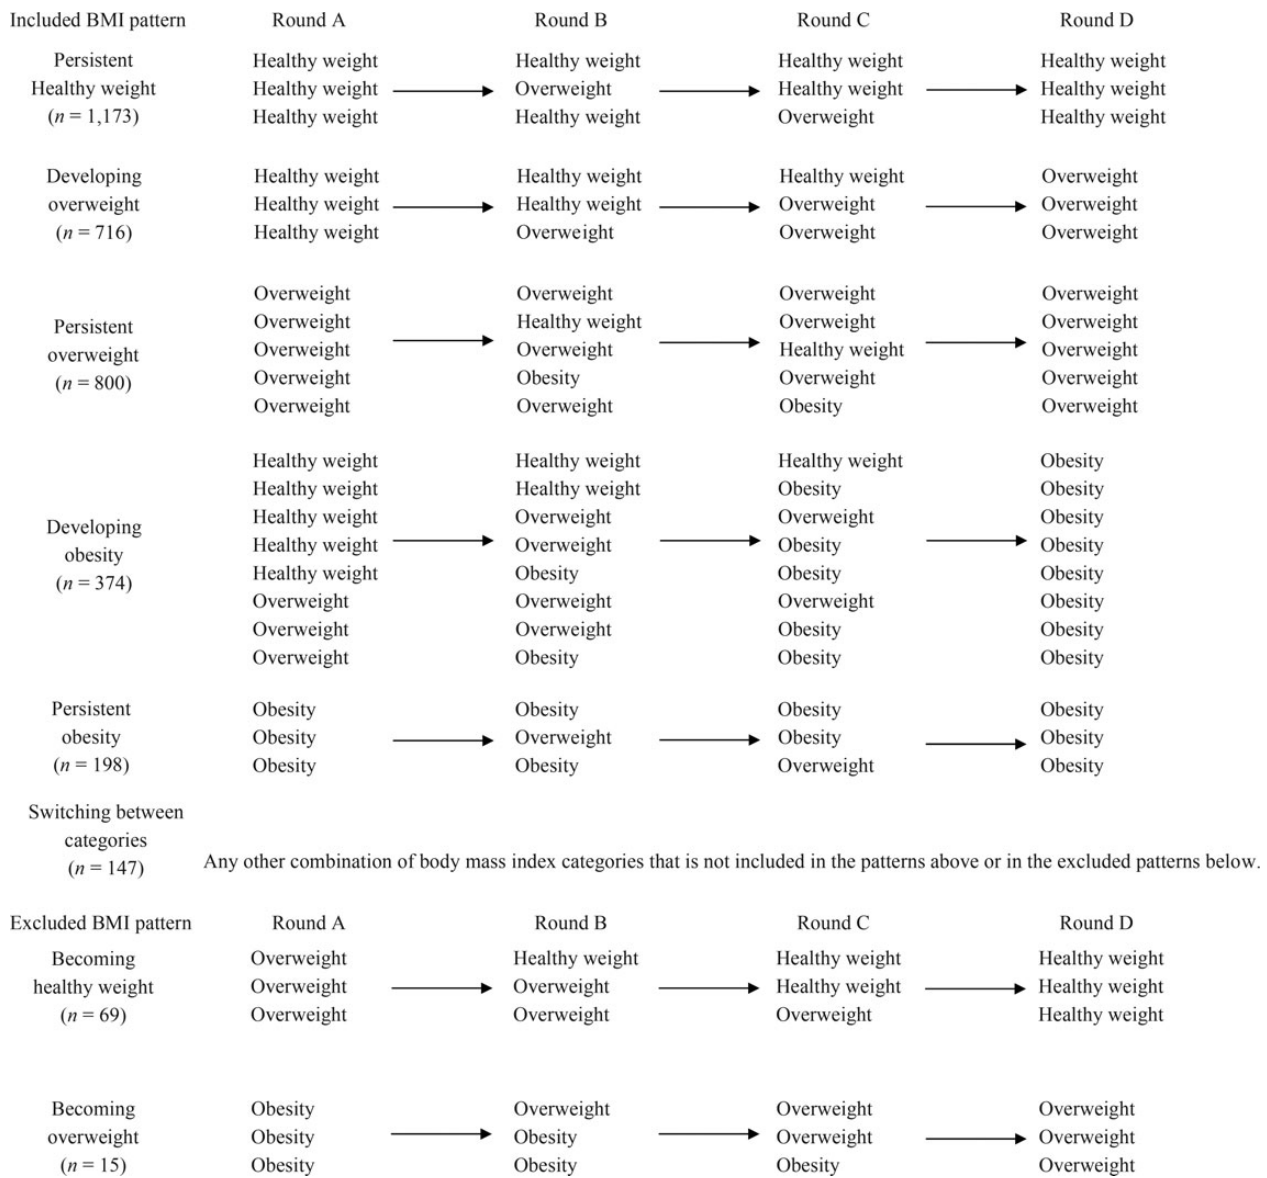 Included BMI pattern Round A Round B Round C Round D
Persistent Healthy weight Healthy weight Healthy weight Healthy weight
Healthy weight Healthy weight Overweight Healthy weight Healthy weight
(n = 1,173) Healthy weight Healthy weight Overweight Healthy weight
Developing Healthy weight Healthy weight Healthy weight Overweight
overweight Healthy weight Healthy weight Overweight Overweight
(n = 716) Healthy weight Overweight Overweight Overweight
Overweight Overweight Overweight Overweight
Persistent Overweight Healthy weight Overweight Overweight
overweight Overweight Overweight Healthy weight Overweight
(n = 800) Overweight Obesity Overweight Overweight
Overweight Overweight Obesity Overweight
Healthy weight Healthy weight Healthy weight Obesity
Healthy weight Healthy weight Obesity Obesity
Developing Healthy weight Overweight Overweight Obesity
obesity Healthy weight Overweight Obesity Obesity
(n = 374) Healthy weight Obesity Obesity Obesity
Overweight Overweight Overweight Obesity
Overweight Overweight Obesity Obesity
Overweight Obesity Obesity Obesity
Persistent Obesity Obesity Obesity Obesity
obesity Obesity Overweight Obesity Obesity
(n = 198) Obesity Obesity Overweight Obesity
Switching between
categories
(n = 147) Any other combination of body mass index categories that is not included in the patterns above or in the excluded patterns below.
Excluded BMI pattern Round A Round B Round C Round D
Becoming Overweight Healthy weight Healthy weight Healthy weight
healthy weight Overweight Overweight Healthy weight Healthy weight
(n = 69) Overweight Overweight Overweight Healthy weight
Becoming Obesity Overweight Overweight Overweight
overweight Obesity Obesity Overweight Overweight
(n = 15) Obesity Obesity Obesity Overweight